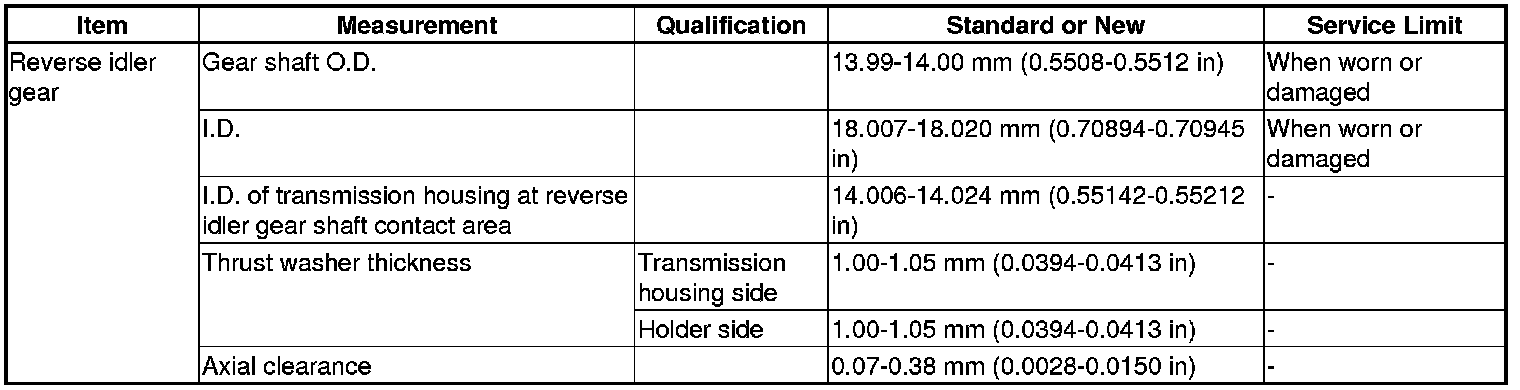 Item Measurement Qualification Standard or New Service Limit
Reverse idler Gear shaft O.D. 13.99-14.00 mm (0.5508-0.5512 in) When worn or
gear damaged
I.D. 18.007-18.020 mm (0.70894-0.70945 When worn or
in) damaged
I.D. of transmission housing at reverse 14.006-14.024 mm (0.55142-0.55212 -
idler gear shaft contact area in)
Thrust washer thickness Transmission 1.00-1.05 mm (0.0394-0.0413 in) -
housing side
Holder side 1.00-1.05 mm (0.0394-0.0413 in) -
Axial clearance 0.07-0.38 mm (0.0028-0.0150 in) -